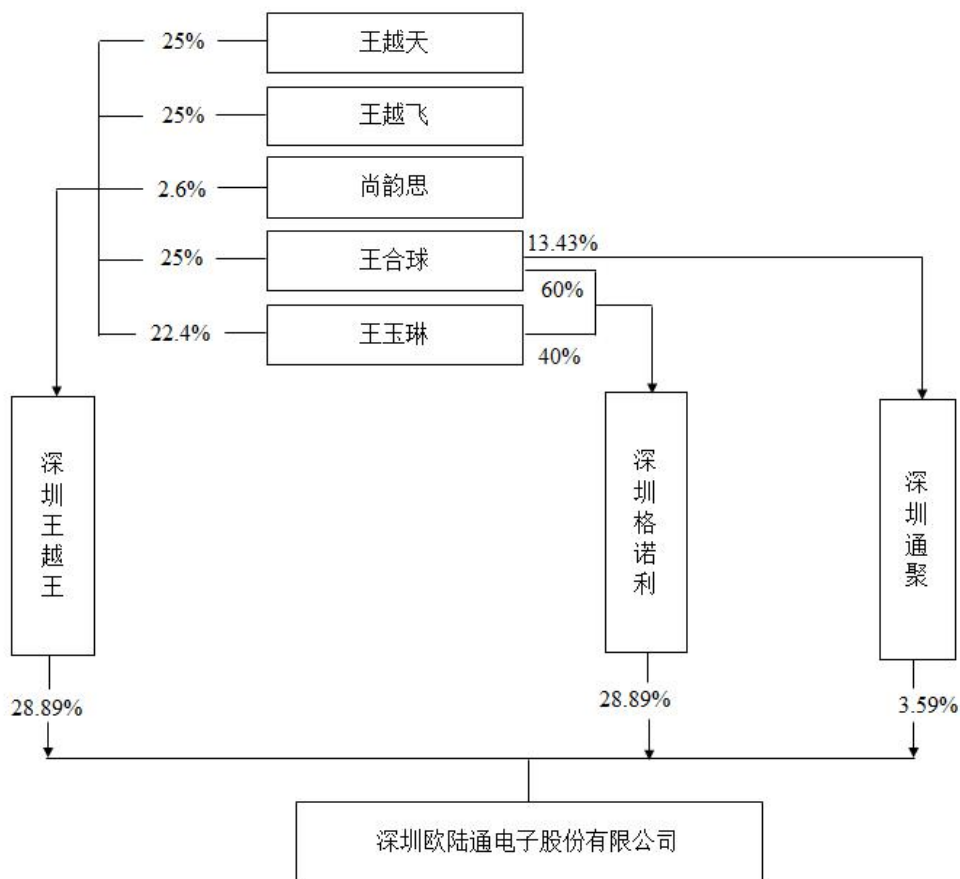 25%
王越天
25%
王越飞
2.6%
尚韵思
25%
王合球
13.43%
60%
22.4%
王玉琳
40%
深圳王越王
深圳格诺利
深圳通聚
28.89%
28.89%
3.59%
深圳欧陆通电子股份有限公司